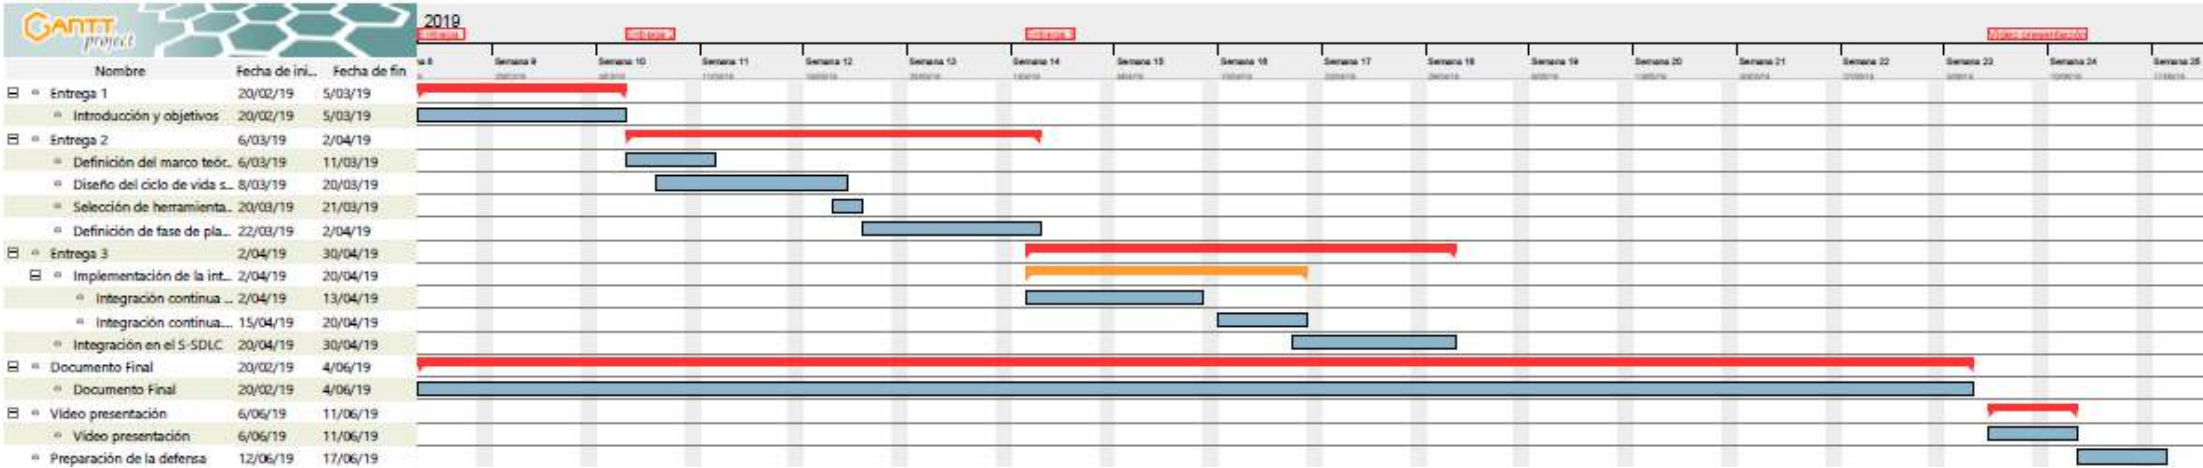 GANTT
project
2019
Entrega 2
Entrega 3
Video presentación
Nombre Fecha de ini... Fecha de fin
Semana 9 Semana 10 Semana 11 Semana 12 Semana 13 Semana 14 Semana 15 Semana 16 Semana 17 Semana 18 Semana 19 Semana 20 Semana 21 Semana 22 Semana 23 Semana 24 Semana 25
Entrega 1 20/02/19 5/03/19
Introducción y objetivos 20/02/19 5/03/19
Entrega 2 6/03/19 2/04/19
Definición del marco teór... 6/03/19 11/03/19
Diseño del ciclo de vida s... 8/03/19 20/03/19
Selección de herramienta... 20/03/19 21/03/19
Definición de fase de pla... 22/03/19 2/04/19
Entrega 3 2/04/19 30/04/19
Implementación de la int... 2/04/19 20/04/19
Integración continua ... 2/04/19 13/04/19
Integración continua.... 15/04/19 20/04/19
Integración en el S-SDLC 20/04/19 30/04/19
Documento Final 20/02/19 4/06/19
Documento Final 20/02/19 4/06/19
Video presentación 6/06/19 11/06/19
Video presentación 6/06/19 11/06/19
Preparación de la defensa 12/06/19 17/06/19